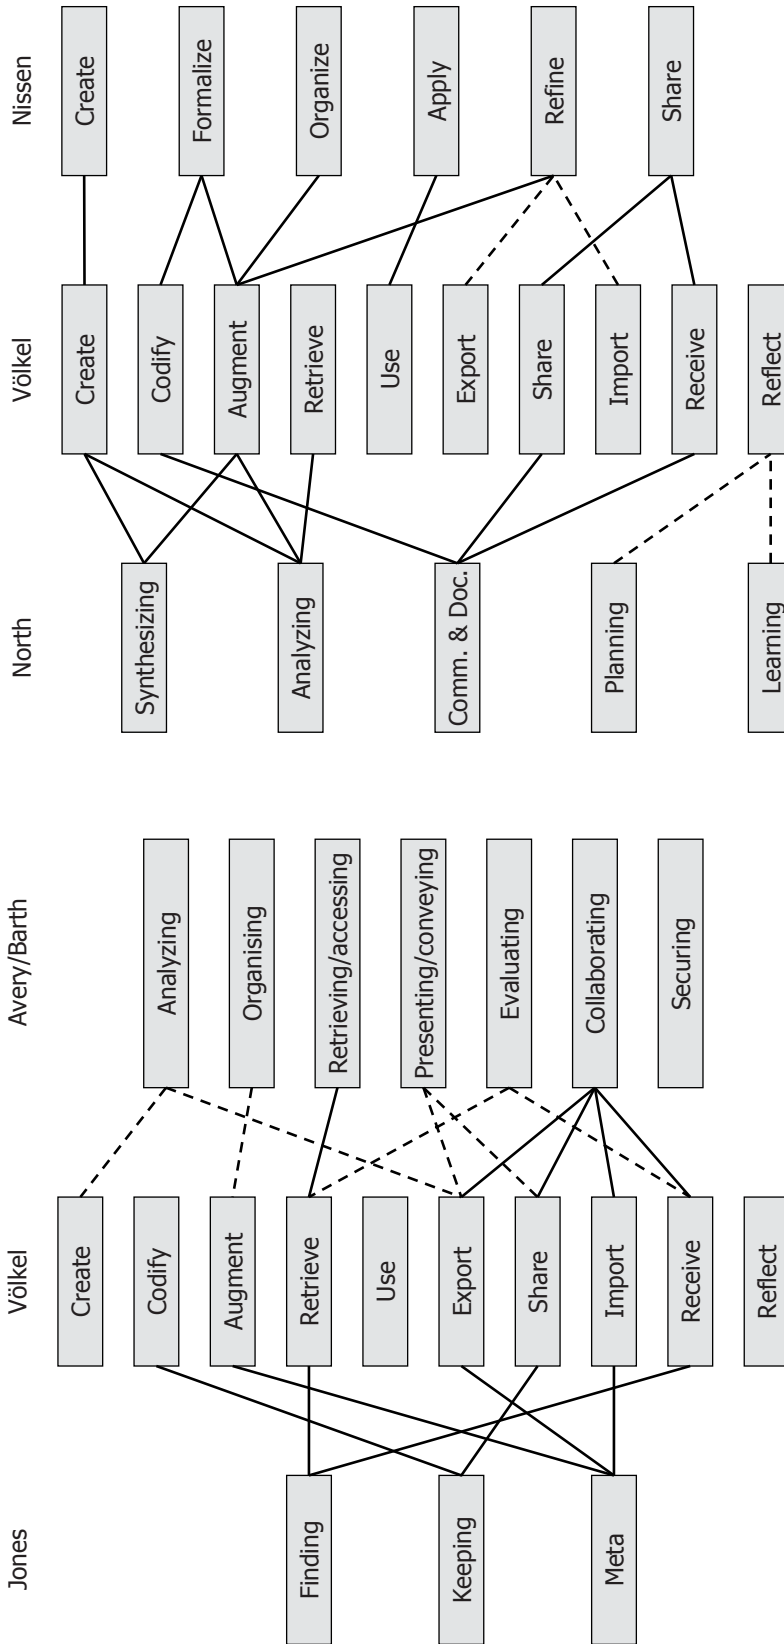 Jones
Finding
Keeping
Meta
Völkel
Create
Codify
Augment
Retrieve
Use
Export
Share
Import
Receive
Reflect
Avery/Barth
Analyzing
Organising
Retrieving/accessing
Presenting/conveying
Evaluating
Collaborating
Securing
North
Synthesizing
Analyzing
Comm. & Doc.
Planning
Learning
Völkel
Create
Codify
Augment
Retrieve
Use
Export
Share
Import
Receive
Reflect
Nissen
Create
Formalize
Organize
Apply
Refine
Share